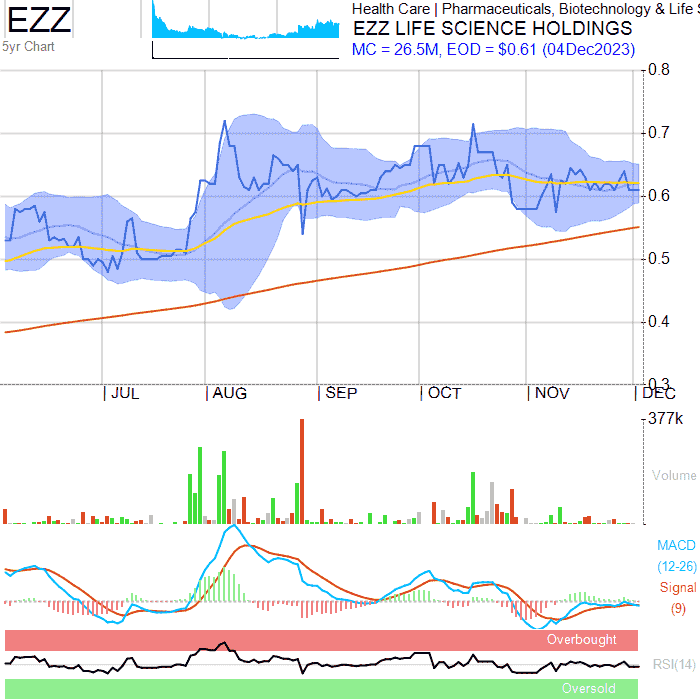 EZZ
5yr Chart
Health Care | Pharmaceuticals, Biotechnology & Life S
EZZ LIFE SCIENCE HOLDINGS
MC = 26.5M, EOD = $0.61 (04Dec2023)
0.8
0.7
0.6
0.5
0.4
0.3
JUL AUG SEP OCT NOV DEC
377k
Volume
MACD
(12-26)
Signal
(9)
Overbought
RSI(14)
Oversold